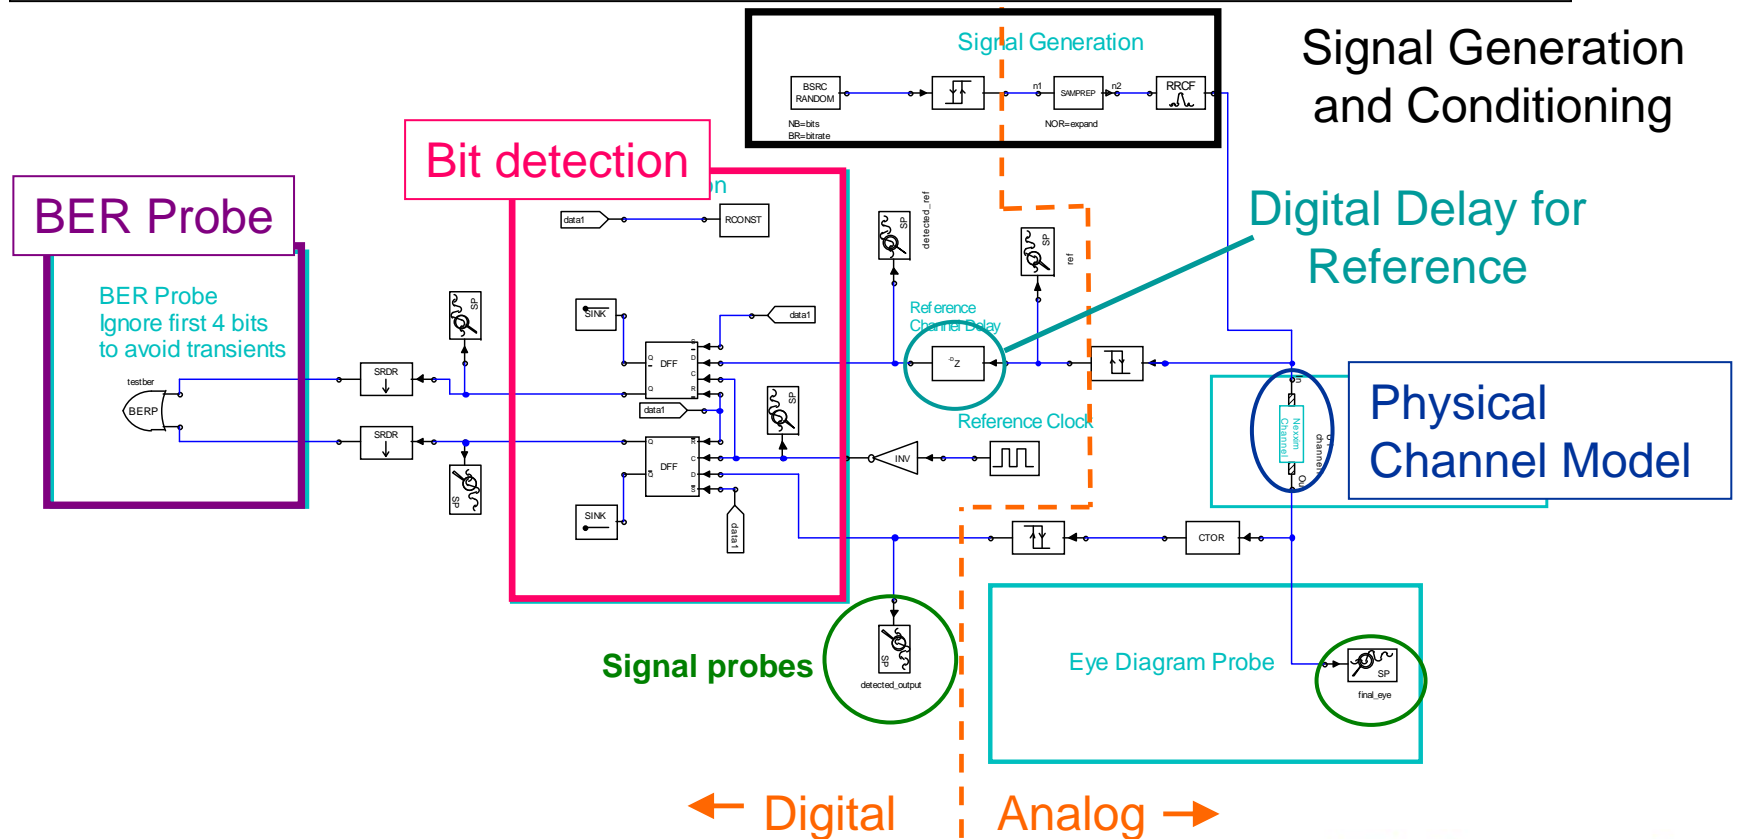 Signal Generation
Signal Generation
and Conditioning
BSRC
RANDOM
NB=bits
BR=bitrate
n1
SAMPREP
n2
NOR=expand
RRCF
Bit detection
BER Probe
BER Probe
Ignore first 4 bits
to avoid transients
testber
BERP
SRDR
SRDR
SP
SP
data1
RCONST
SINK
data1
S
D
C
R
Q
Q
DFF
data1
R
C
D
S
Q
Q
DFF
SINK
data1
SP
SP
detected_ref
SP
ref
Digital Delay for
Reference
Reference
Channel Delay
Z
Reference Clock
INV
In
Nexxim
Channel
channel
Physical
Channel Model
CTOR
Signal probes
SP
detected_output
Eye Diagram Probe
SP
final_eye
Digital
Analog